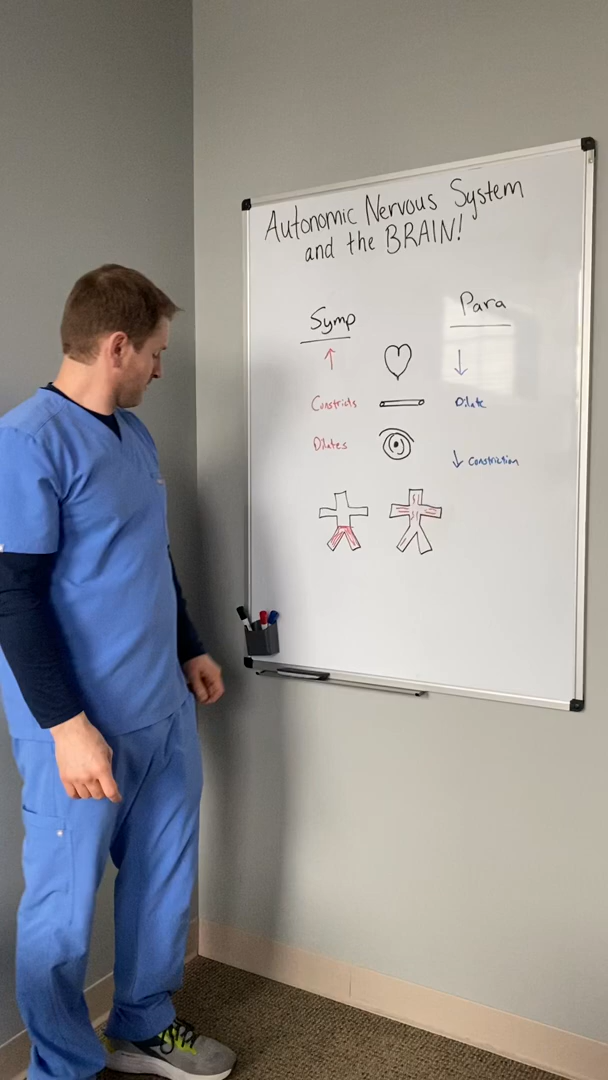 Autonomic Nervous System
and the BRAIN!
Symp Para
↑ ↓
Constricts Dilate
Dilates ↓ Constriction